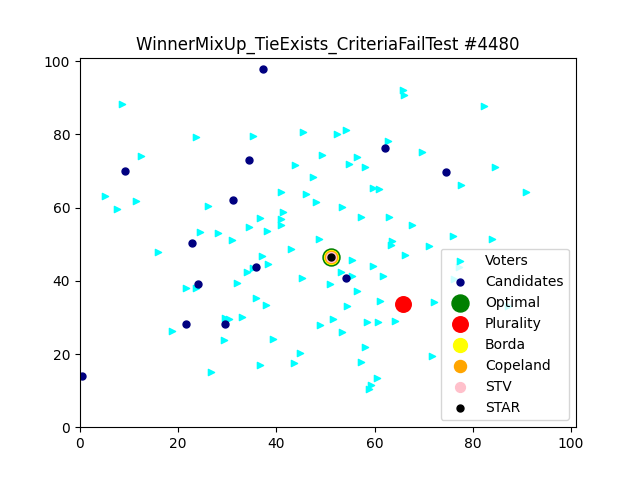 WinnerMixUp_TieExists_CriteriaFailTest #4480
100
80
60
40
20
0
0 20 40 60 80 100
Voters
Candidates
Optimal
Plurality
Borda
Copeland
STV
STAR